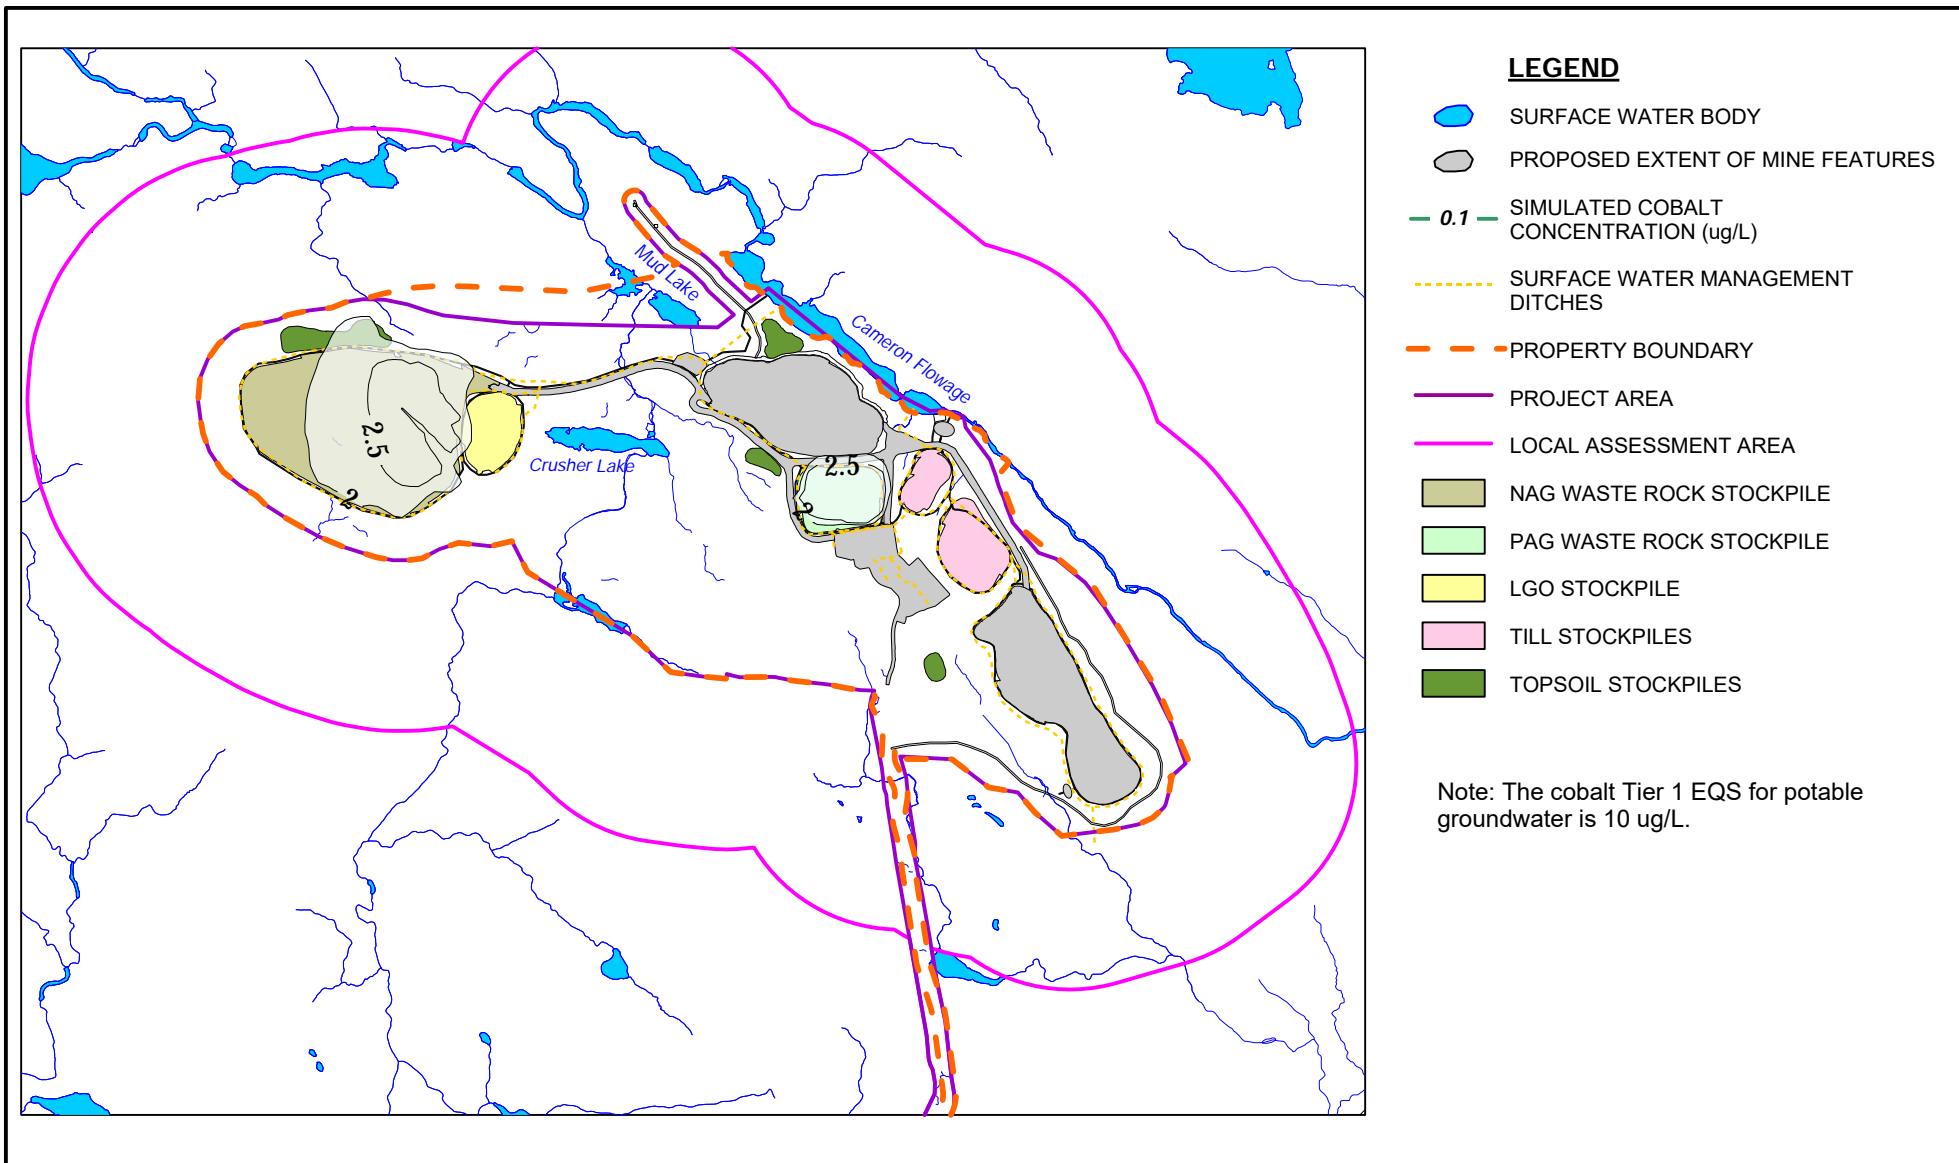 LEGEND
SURFACE WATER BODY
PROPOSED EXTENT OF MINE FEATURES
0.1
SIMULATED COBALT
CONCENTRATION (ug/L)
SURFACE WATER MANAGEMENT
DITCHES
PROPERTY BOUNDARY
PROJECT AREA
LOCAL ASSESSMENT AREA
NAG WASTE ROCK STOCKPILE
PAG WASTE ROCK STOCKPILE
LGO STOCKPILE
TILL STOCKPILES
TOPSOIL STOCKPILES
Note: The cobalt Tier 1 EQS for potable
groundwater is 10 ug/L.
Mud Lake
Cameron Flowage
Crusher Lake
2.5
2
2.5
2